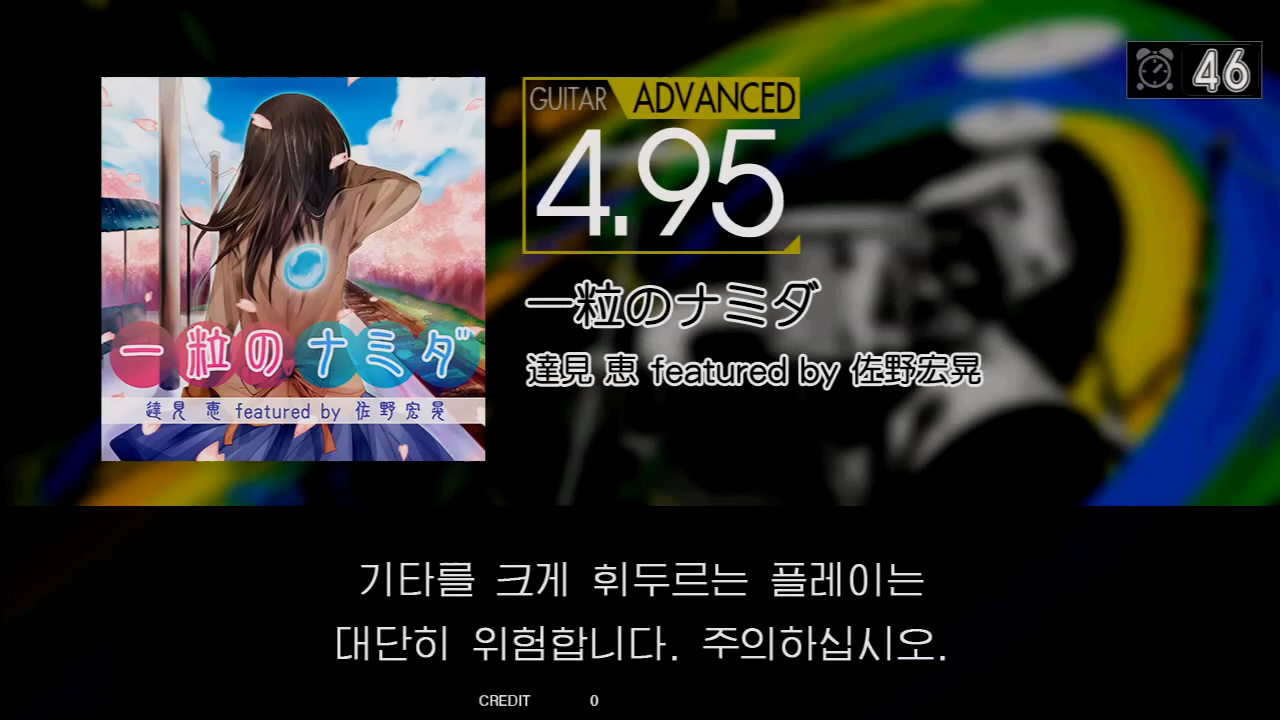 46
GUITAR ADVANCED
4.95
一粒のナミダ
達見 恵 featured by 佐野宏晃
一粒のナミダ
達見 恵 featured by 佐野宏晃
기타를 크게 휘두르는 플레이는
대단히 위험합니다. 주의하십시오.
CREDIT 0